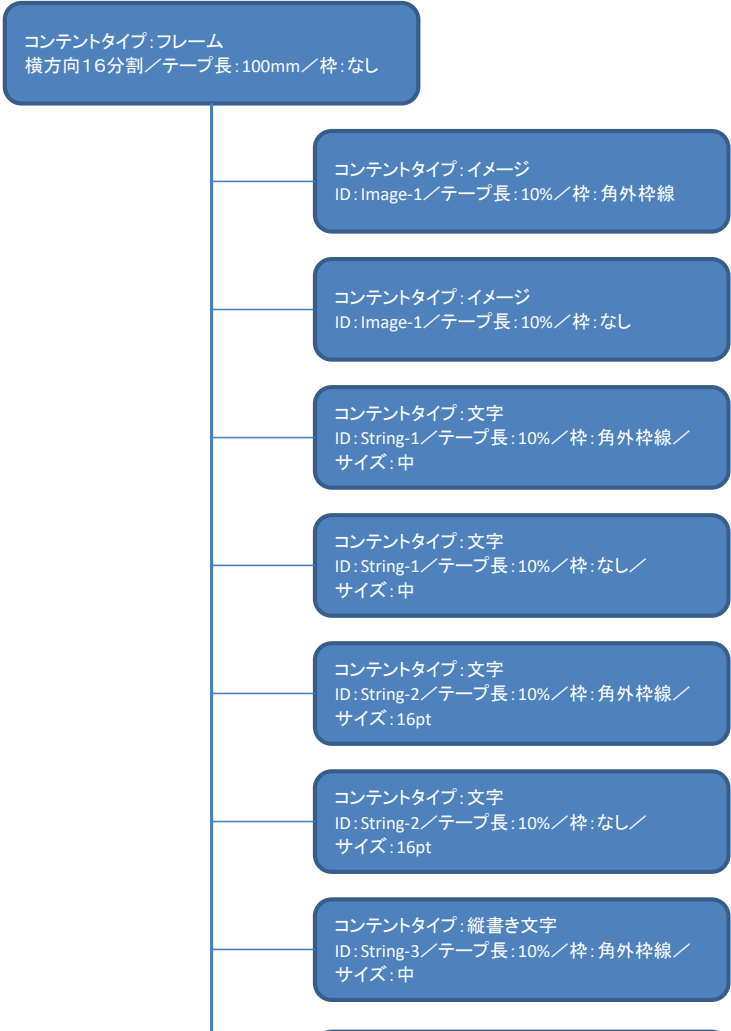 コンテントタイプ：フレーム
横方向１６分割／テープ長：100mm／枠：なし
コンテントタイプ：イメージ
ID：Image-1／テープ長：10%／枠：角外枠線
コンテントタイプ：イメージ
ID：Image-1／テープ長：10%／枠：なし
コンテントタイプ：文字
ID：String-1／テープ長：10%／枠：角外枠線／
サイズ：中
コンテントタイプ：文字
ID：String-1／テープ長：10%／枠：なし／
サイズ：中
コンテントタイプ：文字
ID：String-2／テープ長：10%／枠：角外枠線／
サイズ：16pt
コンテントタイプ：文字
ID：String-2／テープ長：10%／枠：なし／
サイズ：16pt
コンテントタイプ：縦書き文字
ID：String-3／テープ長：10%／枠：角外枠線／
サイズ：中